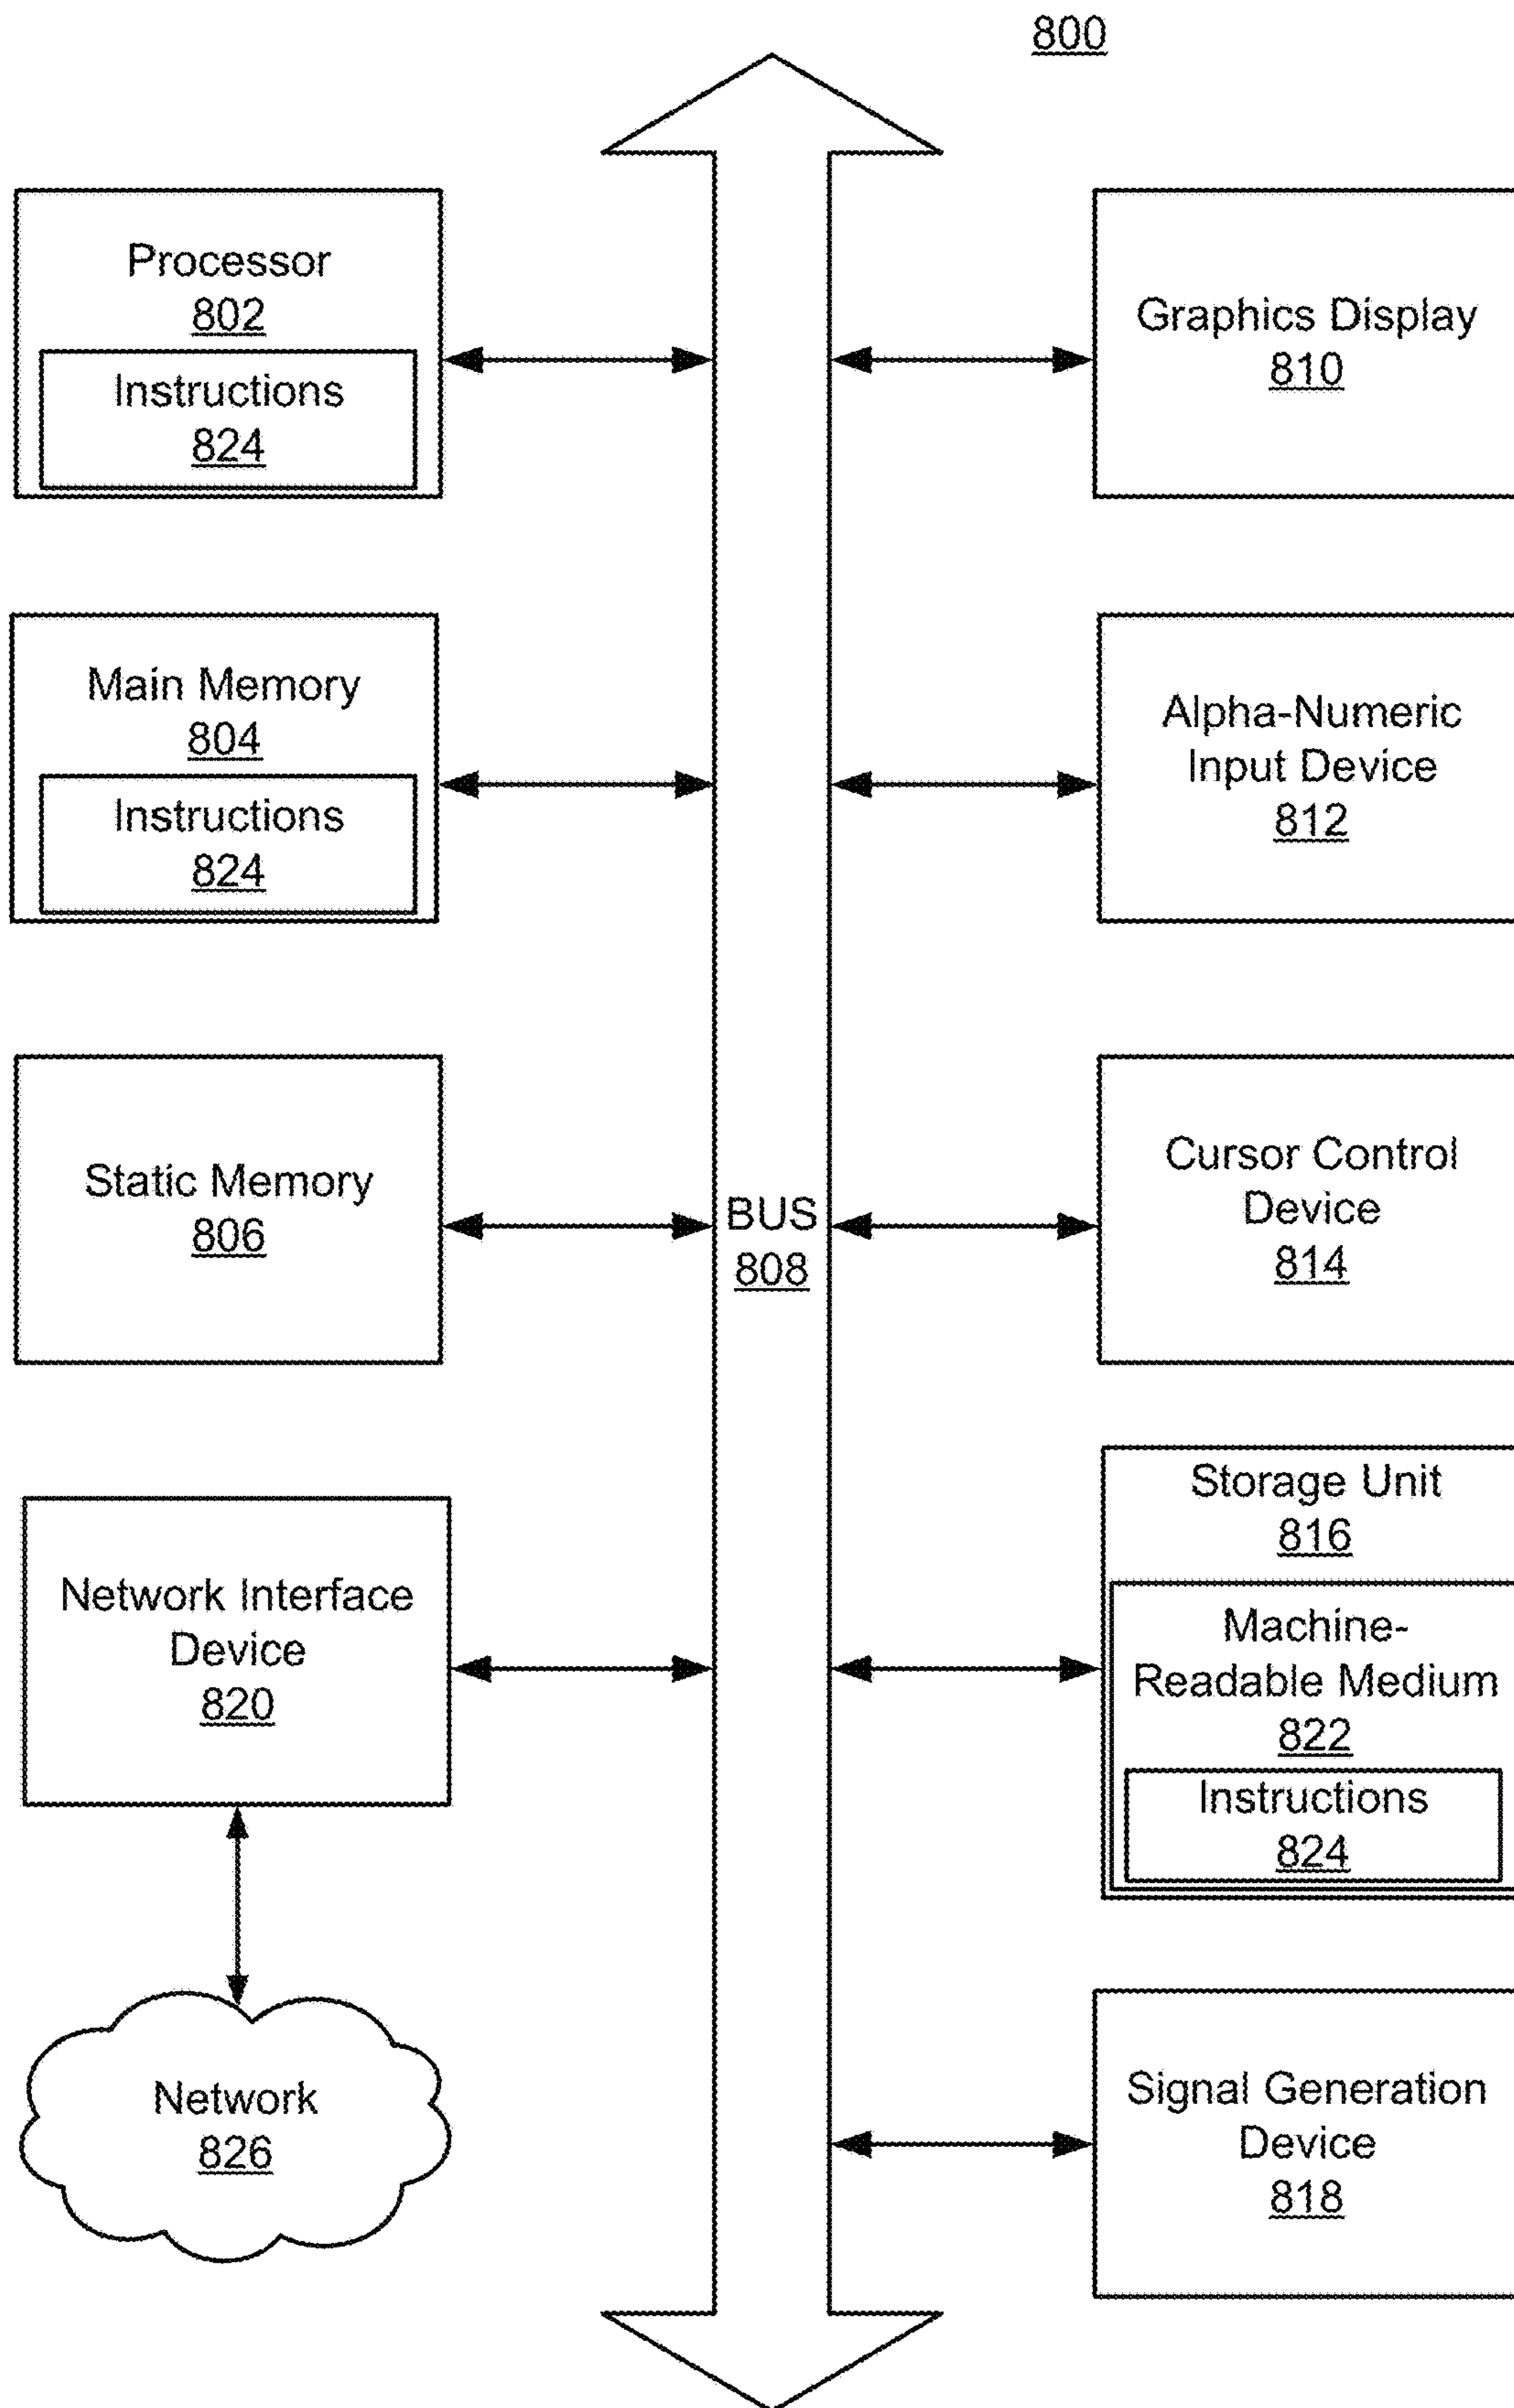 800
Processor
802
Instructions
824
Main Memory
804
Instructions
824
Static Memory
806
Network Interface
Device
820
Network
826
BUS
808
Graphics Display
810
Alpha-Numeric
Input Device
812
Cursor Control
Device
814
Storage Unit
816
Machine-
Readable Medium
822
Instructions
824
Signal Generation
Device
818